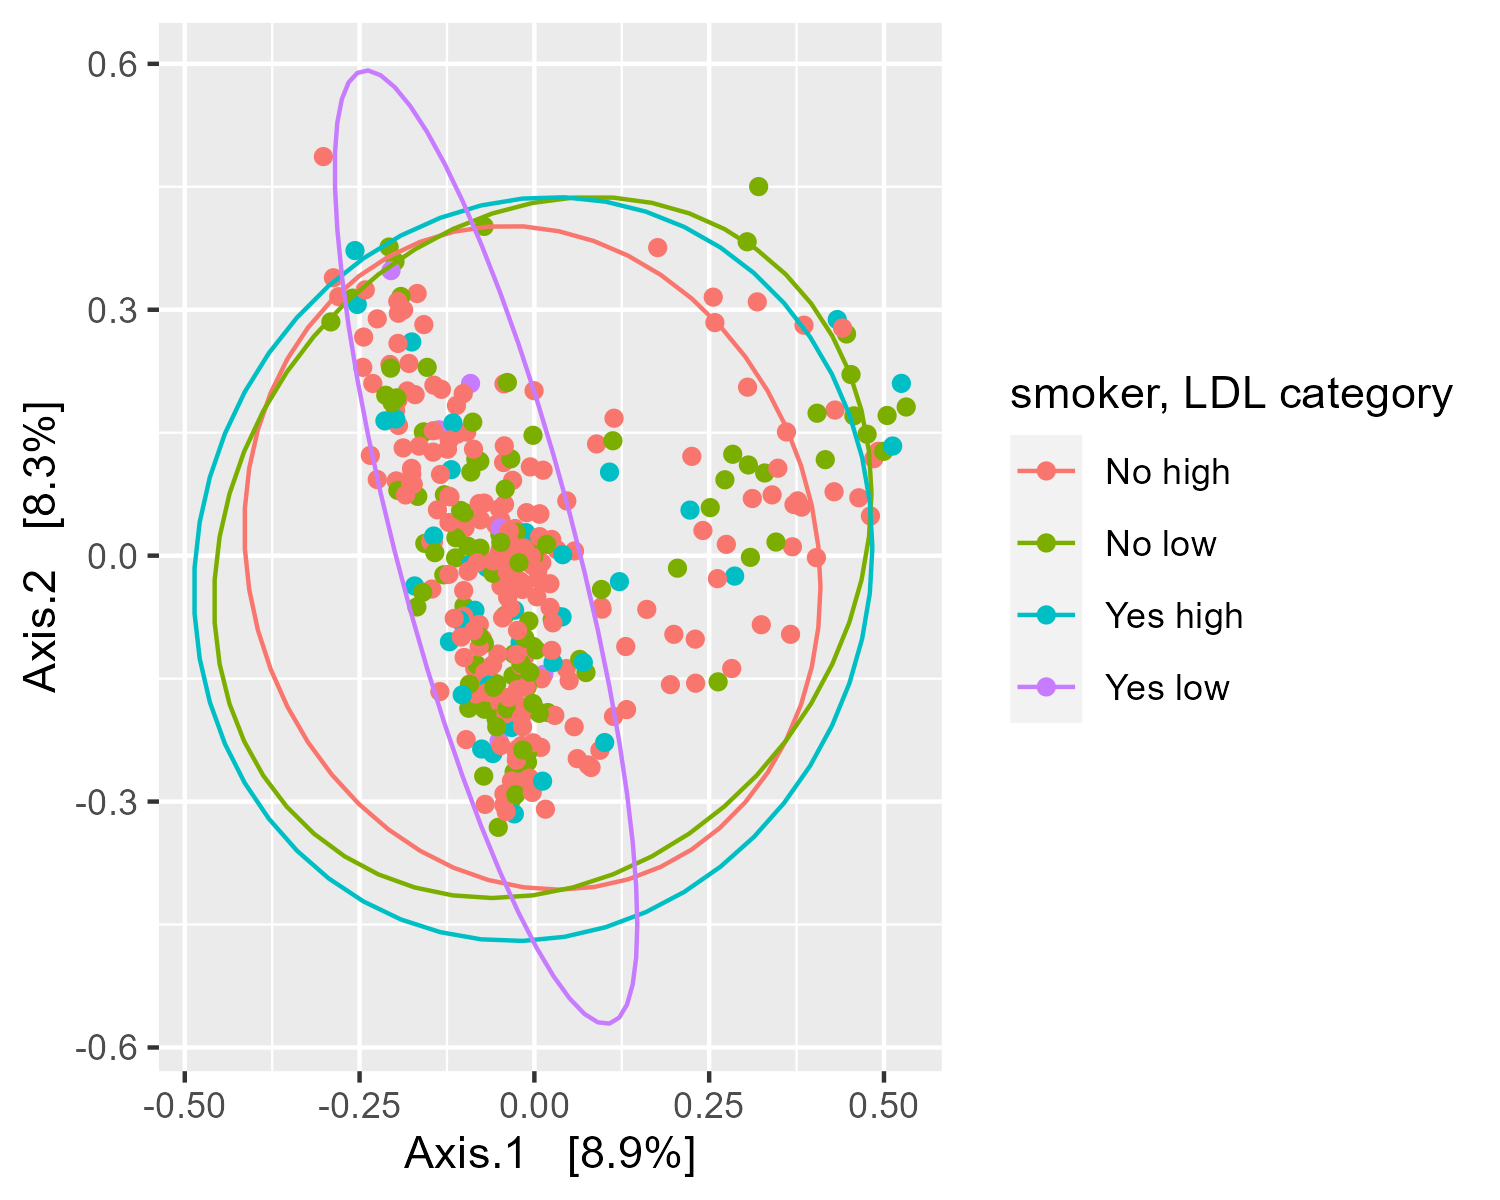 0.6
0.3
0.0
-0.3
-0.6
Axis.2 [8.3%]
-0.50 -0.25 0.00 0.25 0.50
Axis.1 [8.9%]
smoker, LDL category
No high
No low
Yes high
Yes low